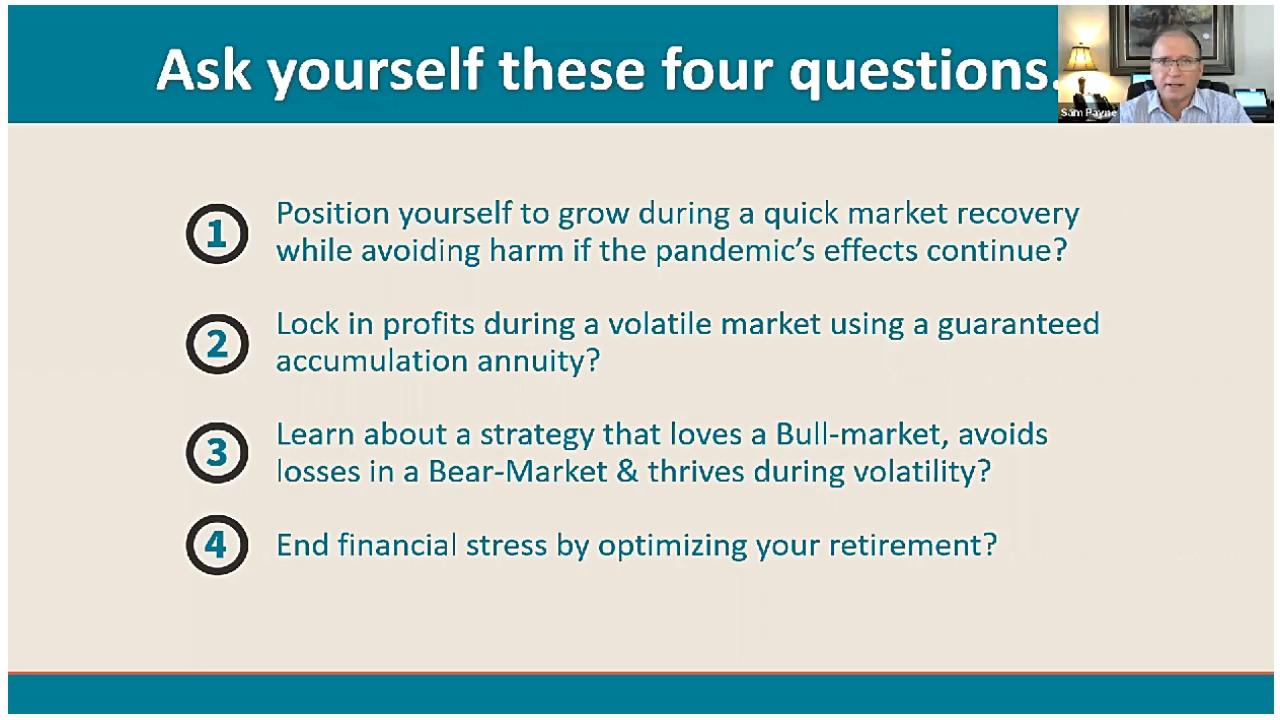 Ask yourself these four questions.
Sam Payne
1
Position yourself to grow during a quick market recovery
while avoiding harm if the pandemic’s effects continue?
2
Lock in profits during a volatile market using a guaranteed
accumulation annuity?
3
Learn about a strategy that loves a Bull-market, avoids
losses in a Bear-Market & thrives during volatility?
4
End financial stress by optimizing your retirement?